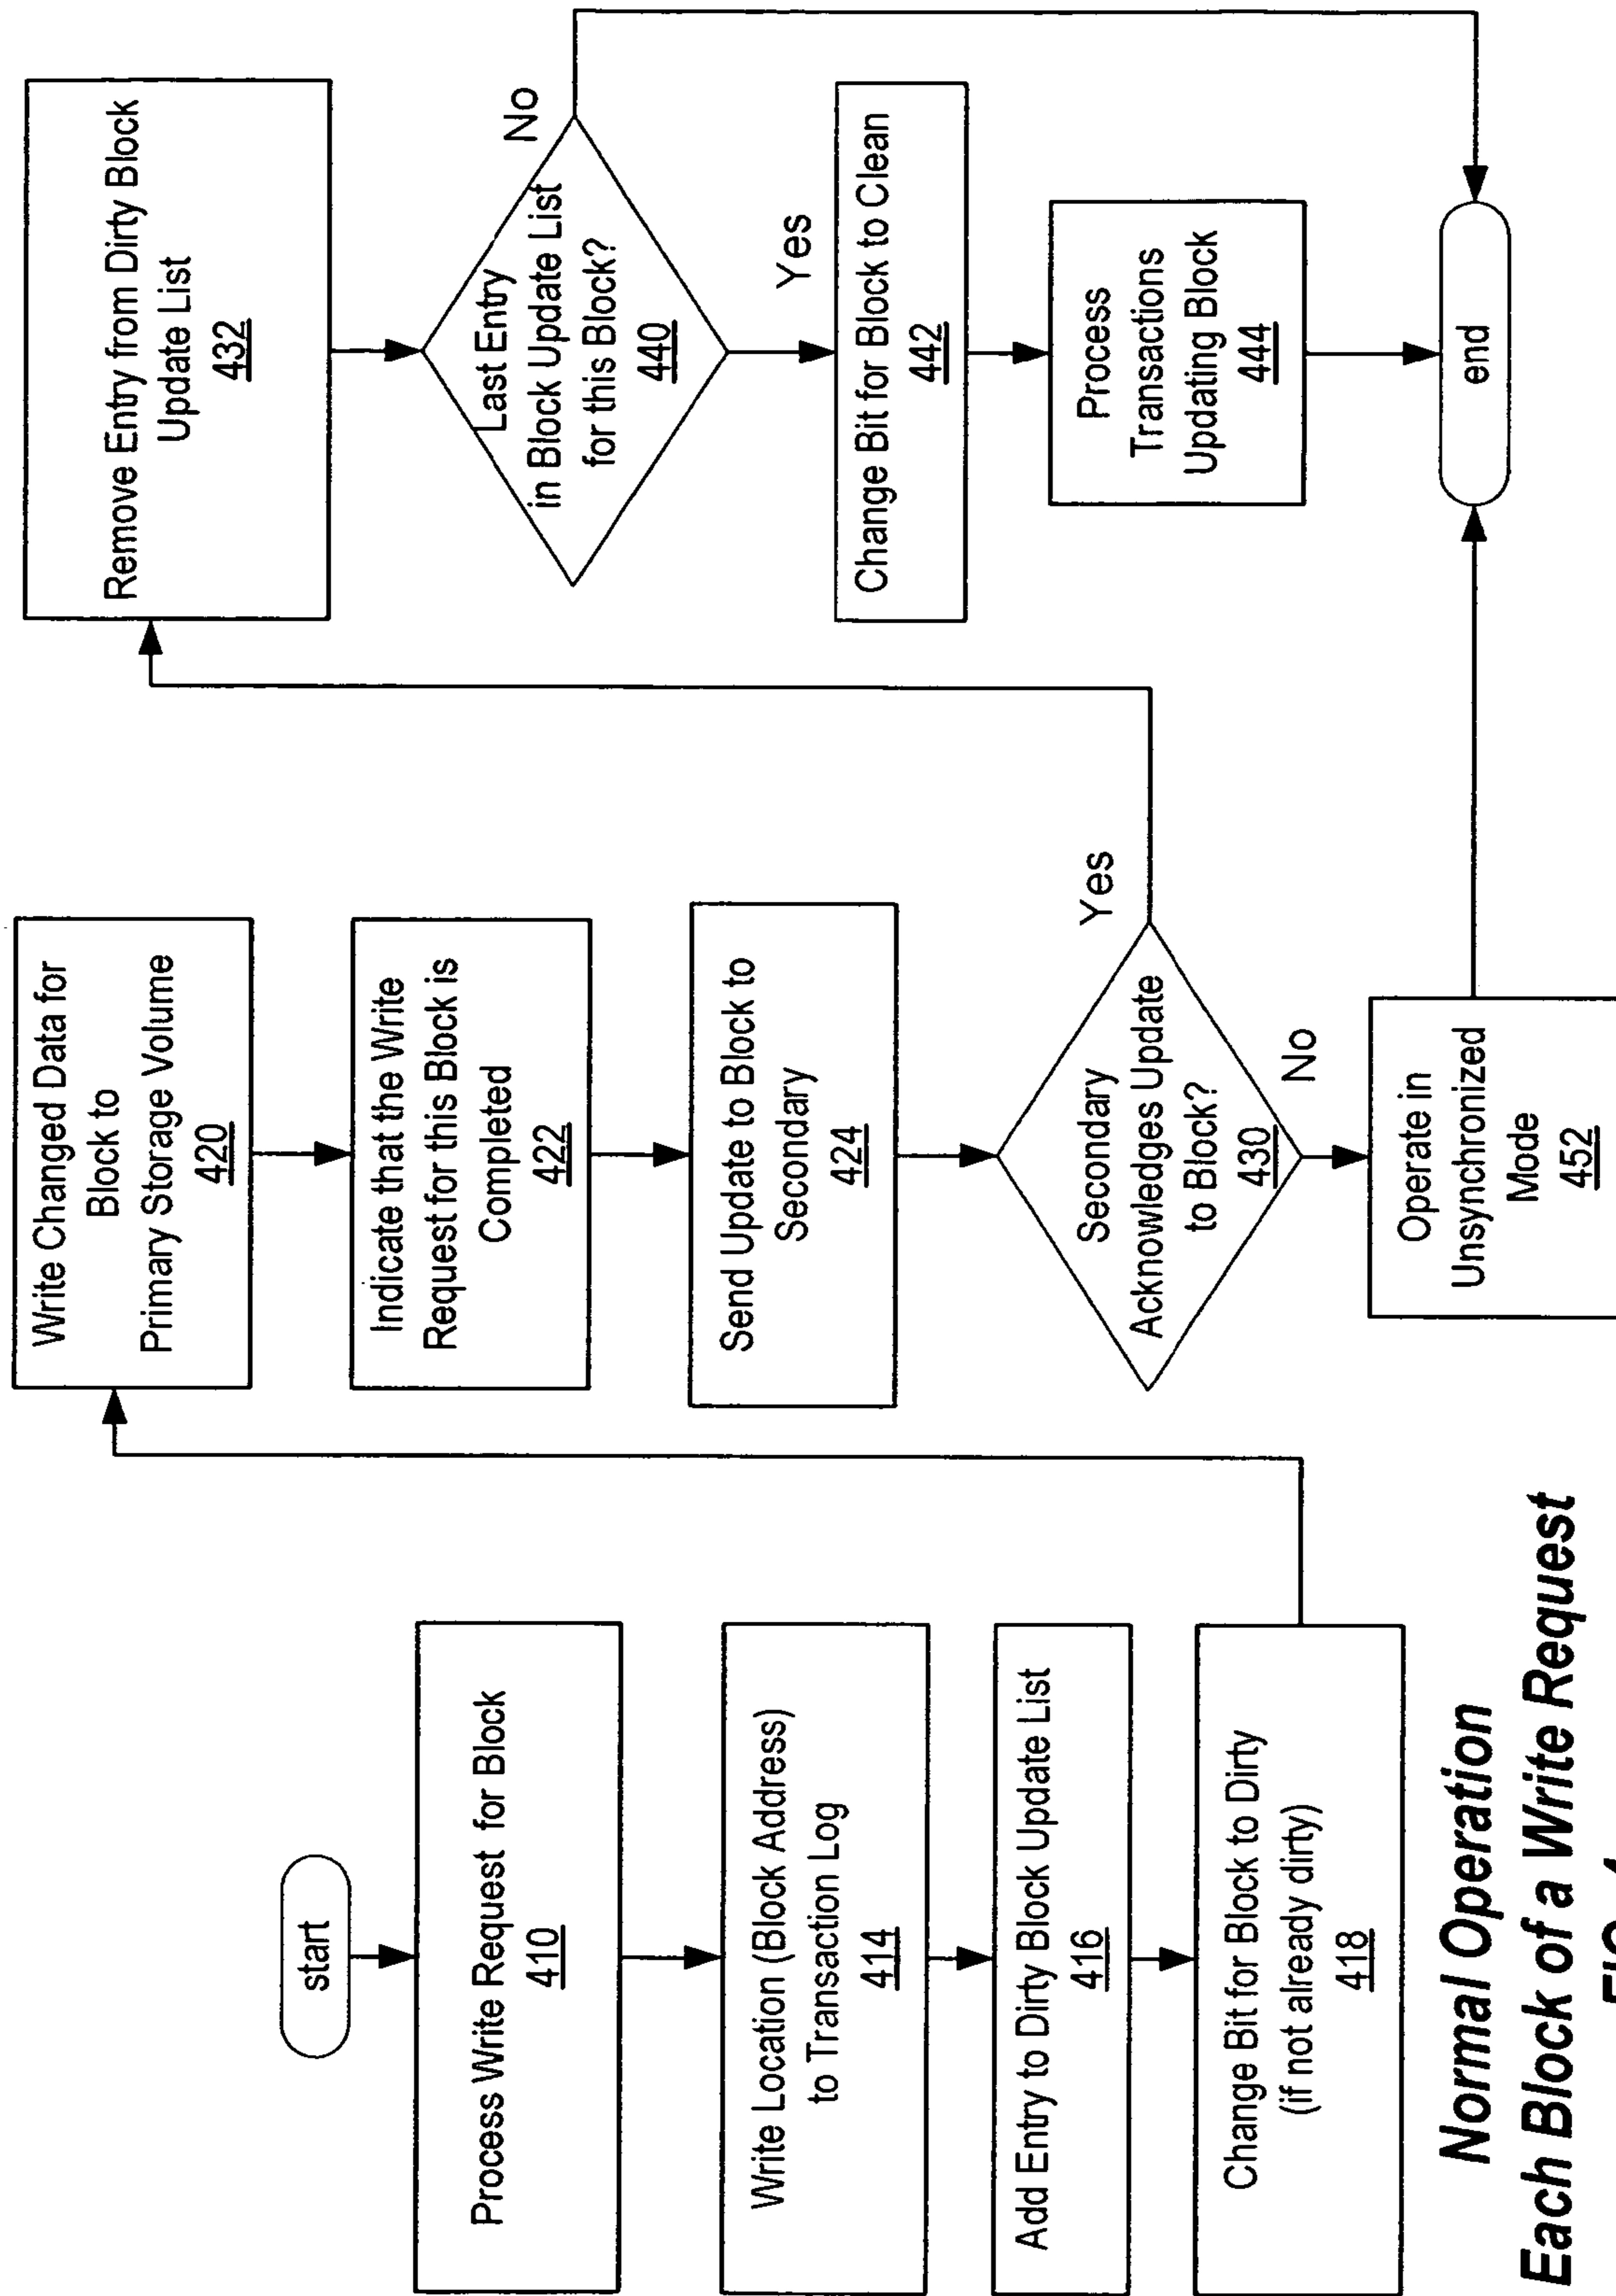 start
Process Write Request for Block
410
Write Location (Block Address)
to Transaction Log
414
Add Entry to Dirty Block Update List
416
Change Bit for Block to Dirty
(if not already dirty)
418
Write Changed Data for
Block to
Primary Storage Volume
420
Indicate that the Write
Request for this Block is
Completed
422
Send Update to Block to
Secondary
424
Secondary
Acknowledges Update
to Block?
430
Yes
No
Operate in
Unsynchronized
Mode
452
Remove Entry from Dirty Block
Update List
432
Last Entry
in Block Update List
for this Block?
440
No
Yes
Change Bit for Block to Clean
442
Process
Transactions
Updating Block
444
end
Normal Operation
Each Block of a Write Request